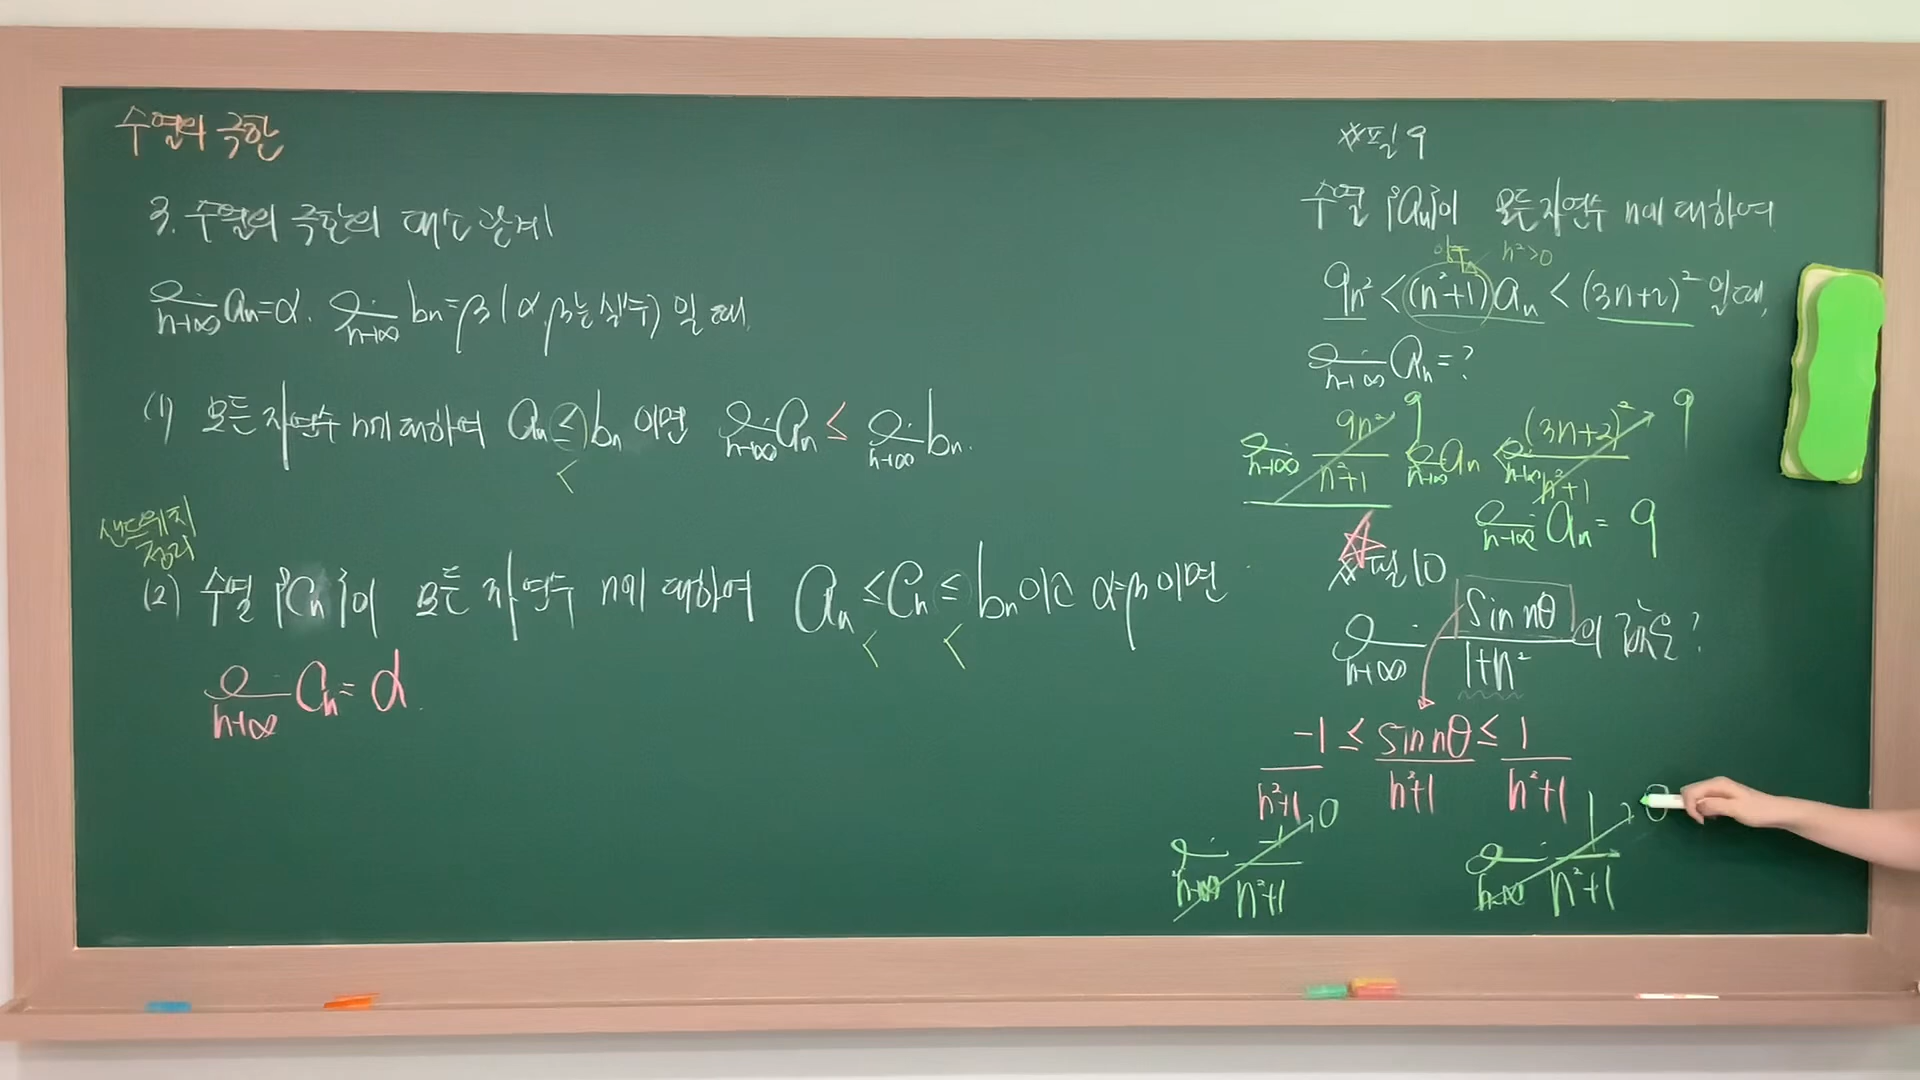 수열의 극한
3. 수열의 극한의 대소관계
lim n→∞ an=α, lim n→∞ bn=β (α, β는 실수) 일 때,
(1) 모든 자연수 n에 대하여 an ≤ bn 이면 lim n→∞ an ≤ lim n→∞ bn.
<
샌드위치
정리
(2) 수열 {Cn}이 모든 자연수 n에 대하여 an ≤ Cn ≤ bn이고 α=β 이면
< <
lim n→∞ Cn = α.
※필 9
수열 {an}이 모든 자연수 n에 대하여
n²>0
9n² < (n²+1)an < (3n+2)² 일 때,
lim n→∞ an = ?
lim n→∞ 9n²/(n²+1) 9 ≤ lim n→∞ an ≤ lim n→∞ (3n+2)²/(n²+1) 9
lim n→∞ an = 9
※필 10
lim n→∞ sin nθ/(1+n²) 의 값은?
-1/(n²+1) ≤ sin nθ/(n²+1) ≤ 1/(n²+1)
lim n→∞ -1/(n²+1) 0 lim n→∞ 1/(n²+1) 0